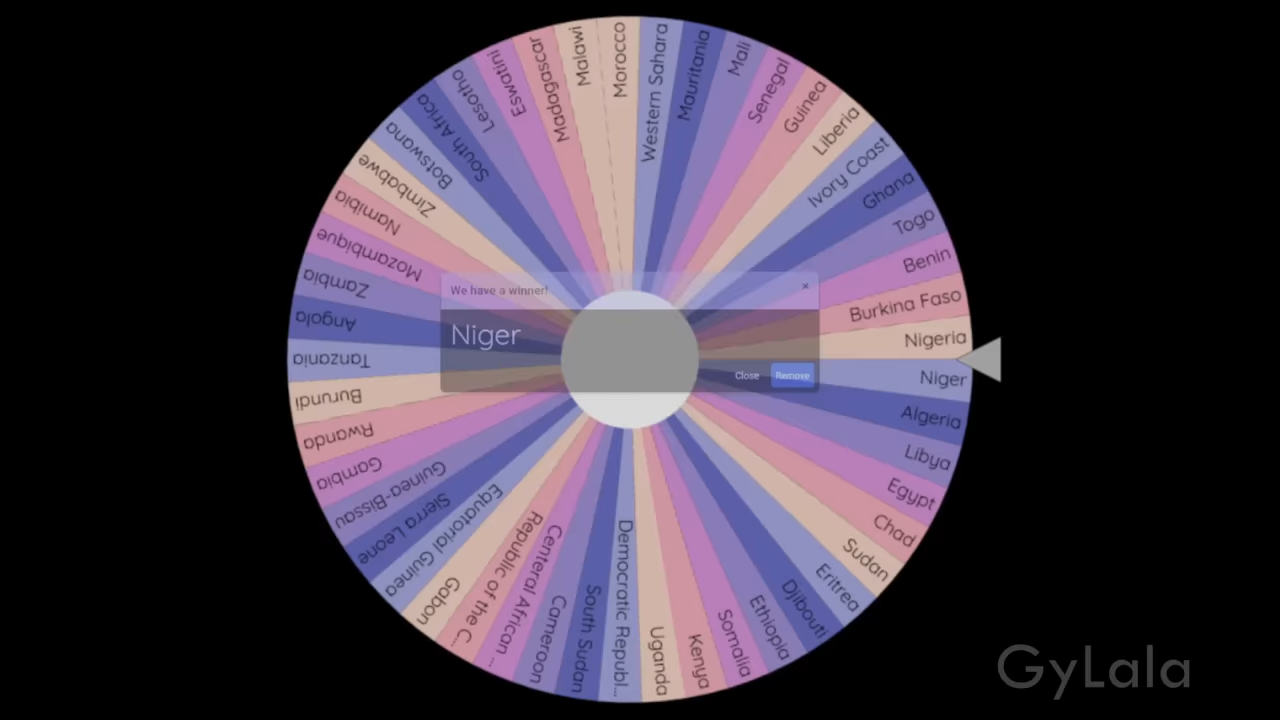 Morocco
Western Sahara
Mauritania
Mali
Senegal
Guinea
Liberia
Ivory Coast
Ghana
Togo
Benin
Burkina Faso
Nigeria
Niger
Algeria
Libya
Egypt
Chad
Sudan
Eritrea
Djibouti
Ethiopia
Somalia
Kenya
Uganda
Democratic Republ...
South Sudan
Cameroon
Centeral African ...
Republic of the C...
Gabon
Equatorial Guinea
Sierra Leone
Guinea-Bissau
Gambia
Rwanda
Burundi
Tanzania
Angola
Zambia
Mozambique
Namibia
Zimbabwe
Botswana
South Africa
Lesotho
Eswatini
Madagascar
Malawi
We have a winner! ×
Niger
Close Remove
GyLala